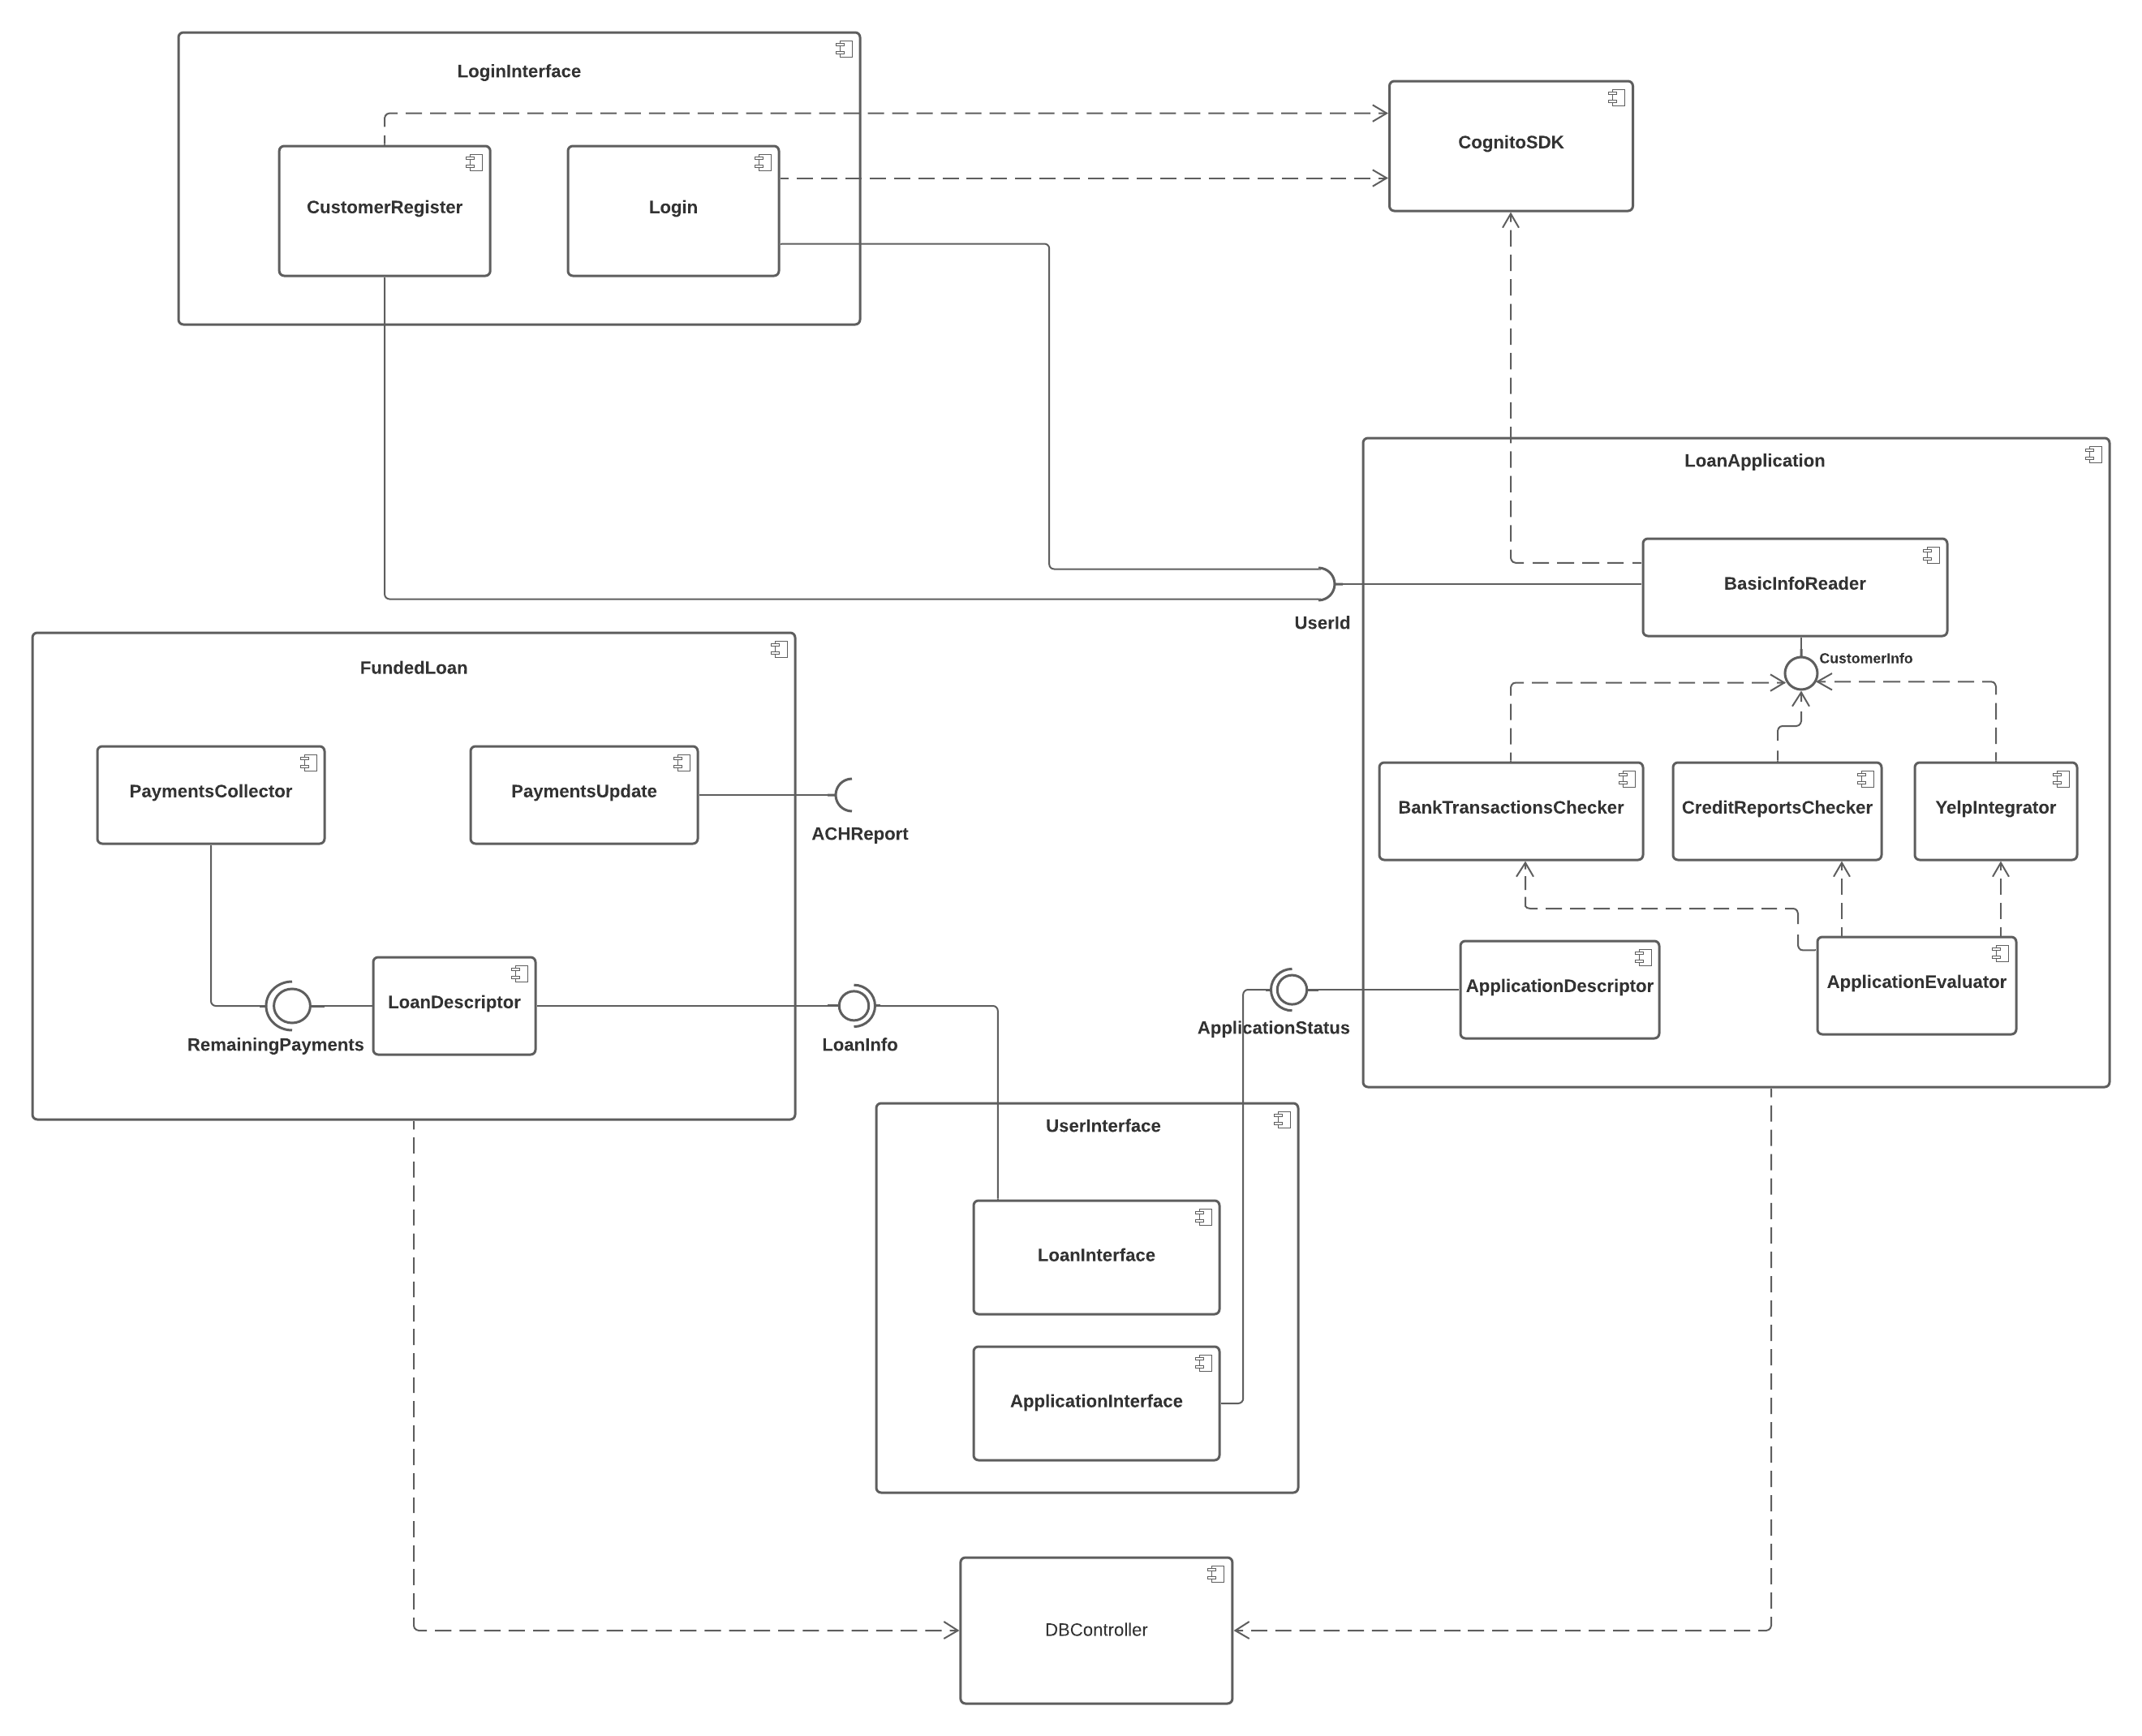 LoginInterface
CognitoSDK
CustomerRegister
Login
LoanApplication
BasicInfoReader
UserId
CustomerInfo
FundedLoan
PaymentsCollector
PaymentsUpdate
ACHReport
BankTransactionsChecker
CreditReportsChecker
YelpIntegrator
LoanDescriptor
RemainingPayments
LoanInfo
ApplicationStatus
ApplicationDescriptor
ApplicationEvaluator
UserInterface
LoanInterface
ApplicationInterface
DBController